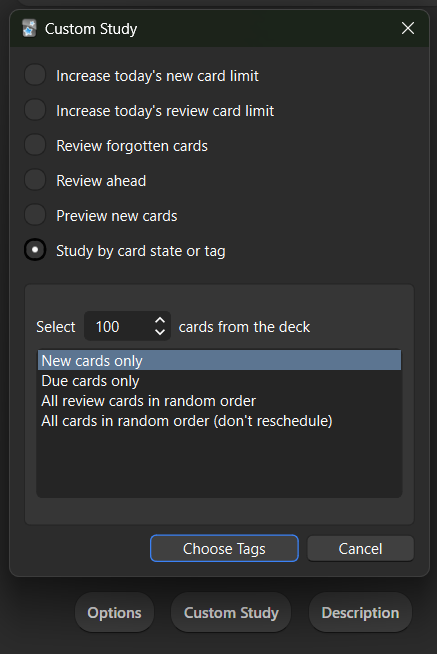 Custom Study
Increase today's new card limit
Increase today's review card limit
Review forgotten cards
Review ahead
Preview new cards
Study by card state or tag
Select 100 cards from the deck
New cards only
Due cards only
All review cards in random order
All cards in random order (don't reschedule)
Choose Tags Cancel
Options Custom Study Description